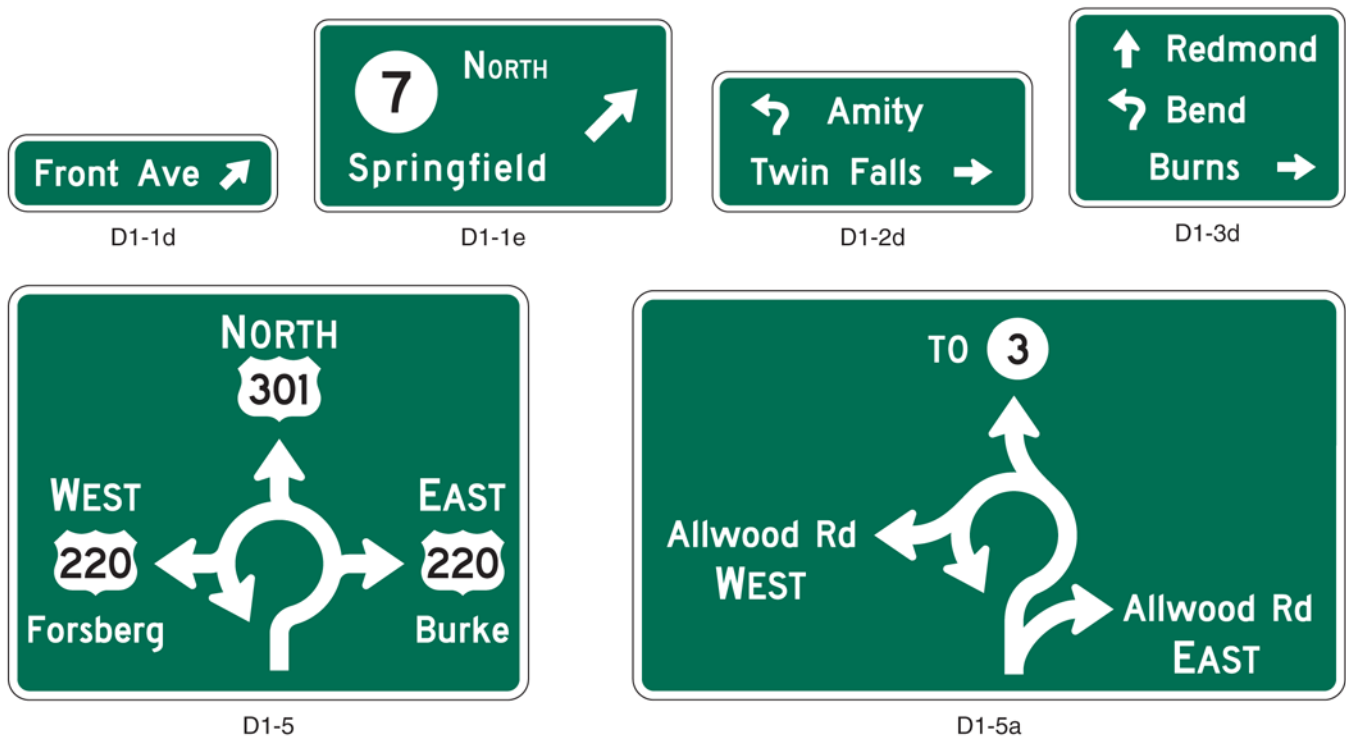 Front Ave
D1-1d
7 NORTH
Springfield
D1-1e
Amity
Twin Falls
D1-2d
Redmond
Bend
Burns
D1-3d
NORTH
301
WEST
220
Forsberg
EAST
220
Burke
D1-5
TO 3
Allwood Rd
WEST
Allwood Rd
EAST
D1-5a